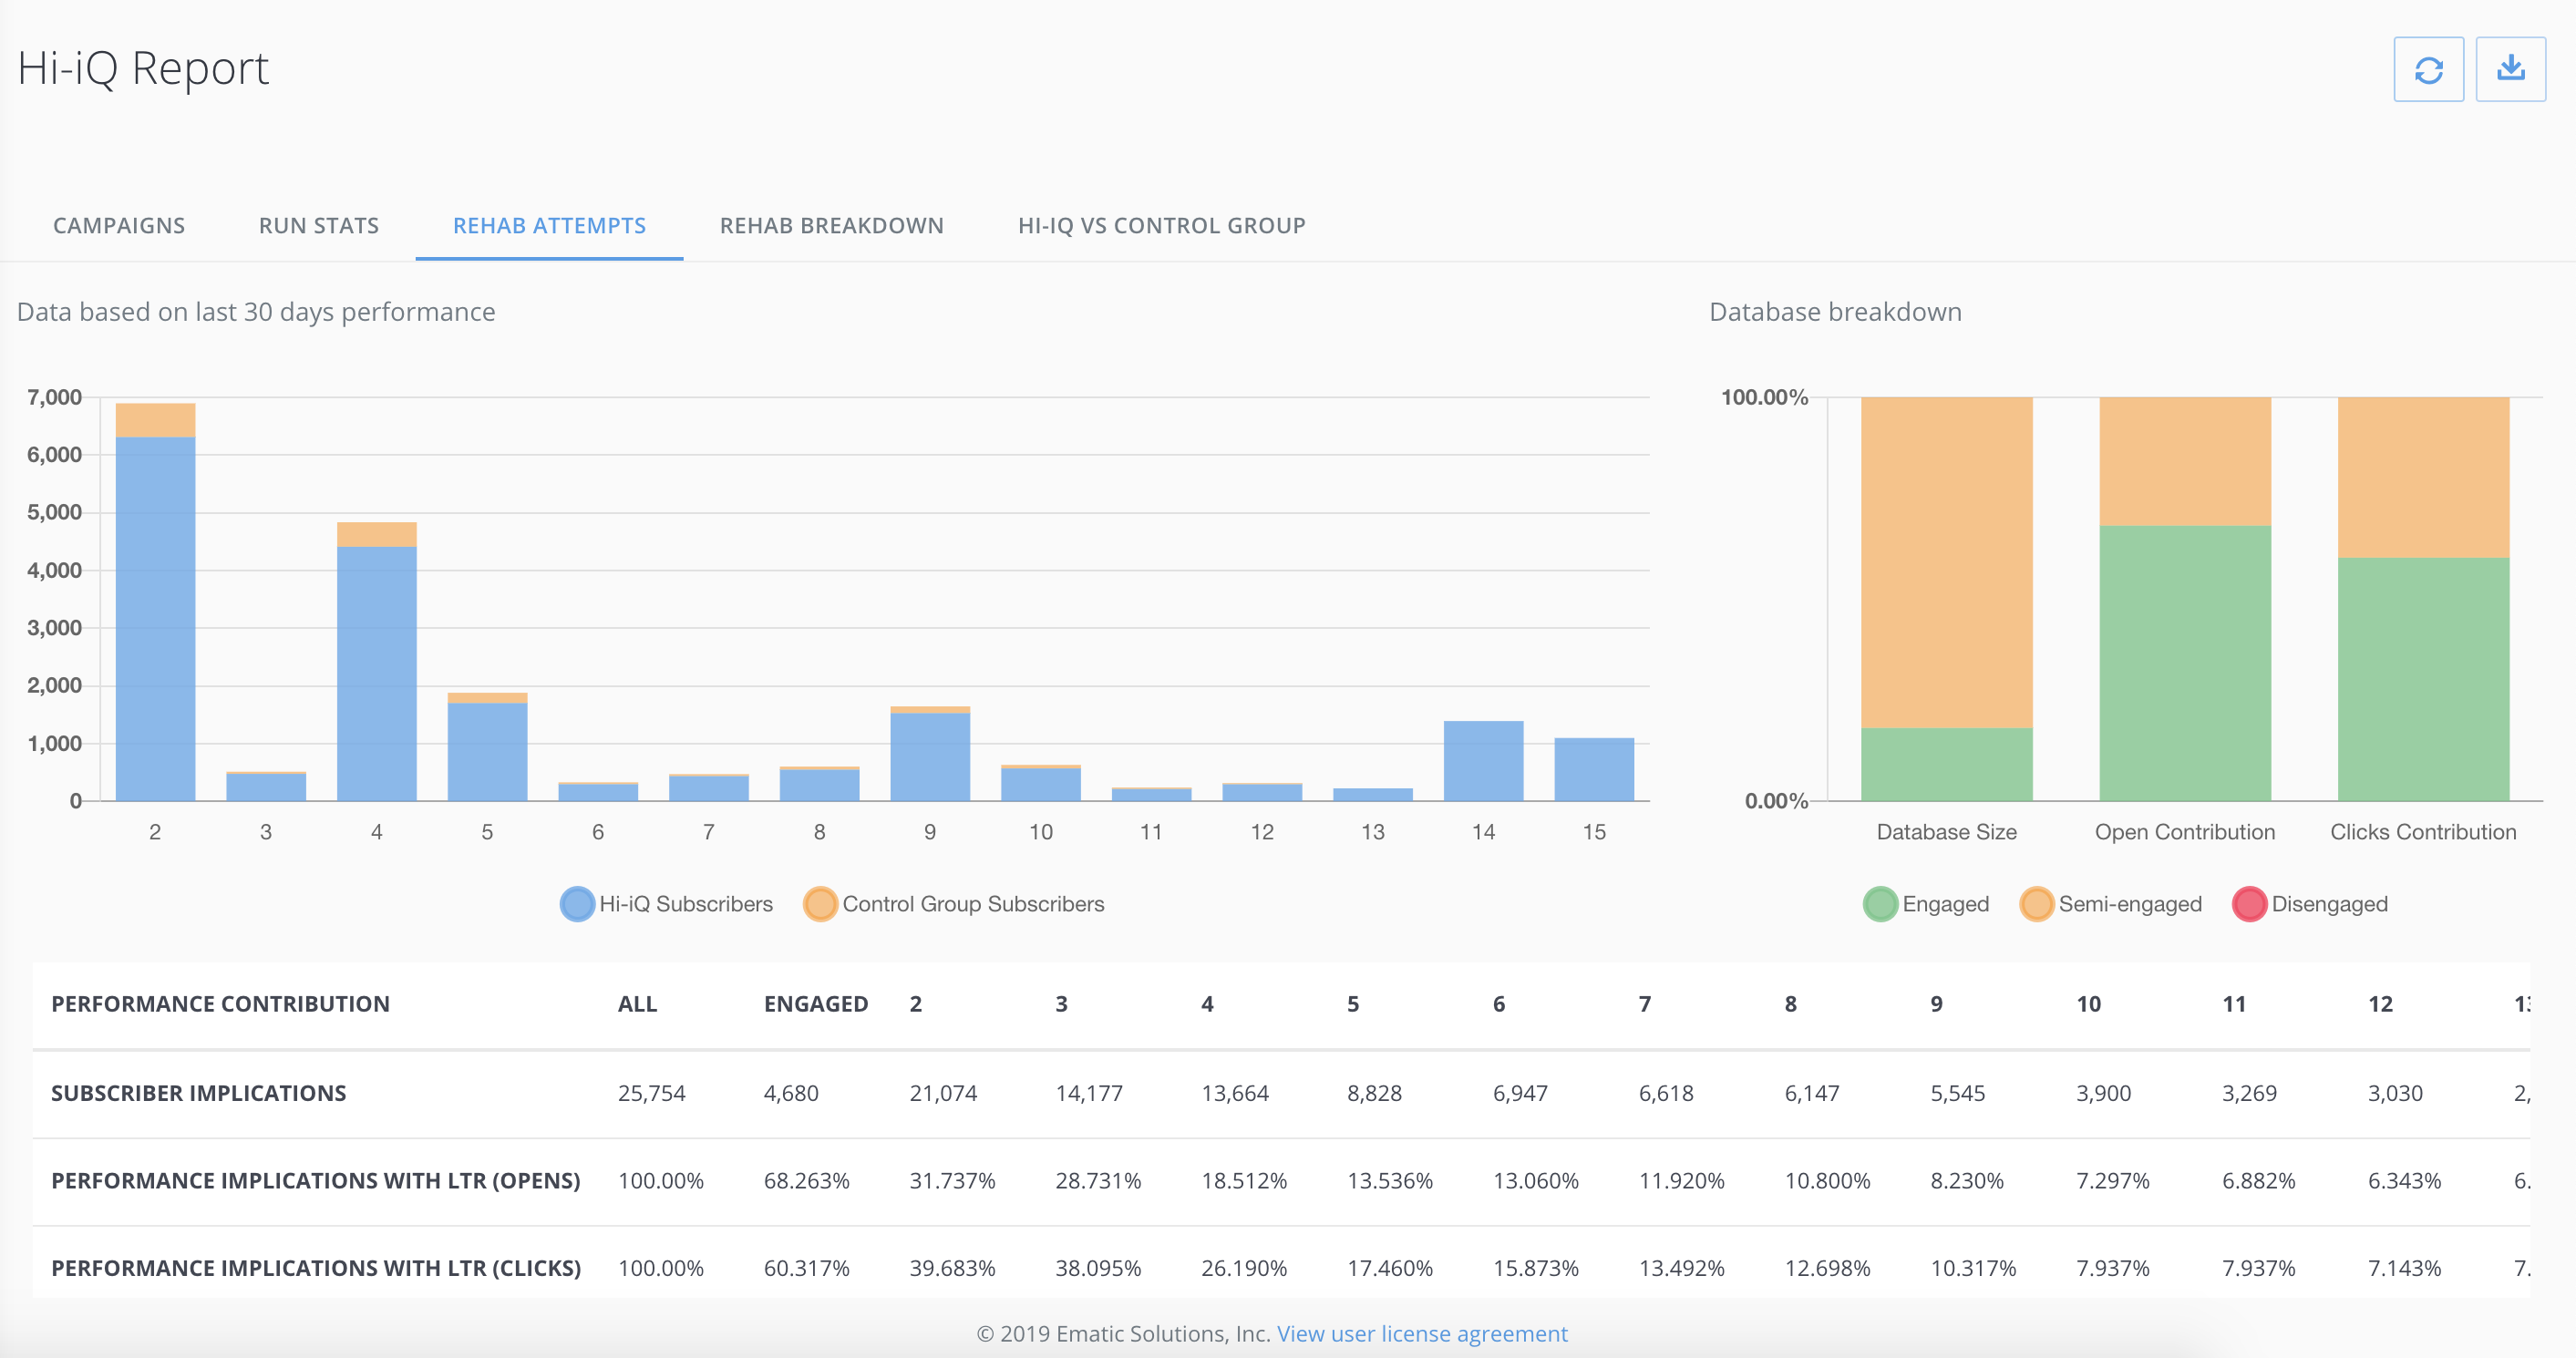 Hi-iQ Report
CAMPAIGNS RUN STATS REHAB ATTEMPTS REHAB BREAKDOWN HI-IQ VS CONTROL GROUP
Data based on last 30 days performance
7,000
6,000
5,000
4,000
3,000
2,000
1,000
0
2 3 4 5 6 7 8 9 10 11 12 13 14 15
Hi-iQ Subscribers Control Group Subscribers
Database breakdown
100.00%
0.00%
Database Size Open Contribution Clicks Contribution
Engaged Semi-engaged Disengaged
PERFORMANCE CONTRIBUTION ALL ENGAGED 2 3 4 5 6 7 8 9 10 11 12
SUBSCRIBER IMPLICATIONS 25,754 4,680 21,074 14,177 13,664 8,828 6,947 6,618 6,147 5,545 3,900 3,269 3,030 2,
PERFORMANCE IMPLICATIONS WITH LTR (OPENS) 100.00% 68.263% 31.737% 28.731% 18.512% 13.536% 13.060% 11.920% 10.800% 8.230% 7.297% 6.882% 6.343% 6.
PERFORMANCE IMPLICATIONS WITH LTR (CLICKS) 100.00% 60.317% 39.683% 38.095% 26.190% 17.460% 15.873% 13.492% 12.698% 10.317% 7.937% 7.937% 7.143% 7.
© 2019 Ematic Solutions, Inc. View user license agreement